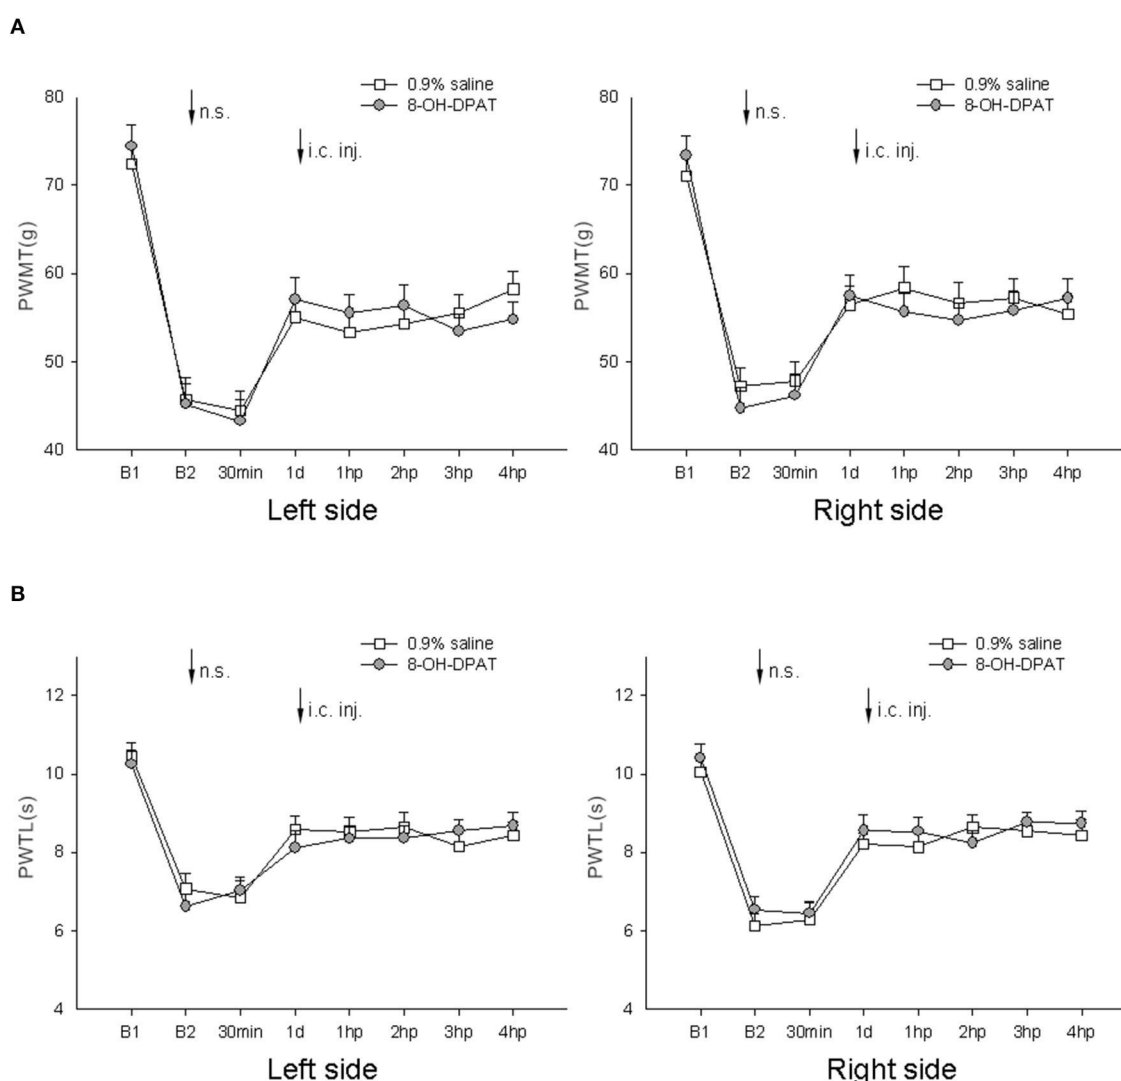 A
0.9% saline
8-OH-DPAT
n.s.
i.c. inj.
PWMT(g)
80
70
60
50
40
B1 B2 30min 1d 1hp 2hp 3hp 4hp
Left side
0.9% saline
8-OH-DPAT
n.s.
i.c. inj.
PWMT(g)
80
70
60
50
40
B1 B2 30min 1d 1hp 2hp 3hp 4hp
Right side
B
0.9% saline
8-OH-DPAT
n.s.
i.c. inj.
PWTL(s)
12
10
8
6
4
B1 B2 30min 1d 1hp 2hp 3hp 4hp
Left side
0.9% saline
8-OH-DPAT
n.s.
i.c. inj.
PWTL(s)
12
10
8
6
4
B1 B2 30min 1d 1hp 2hp 3hp 4hp
Right side